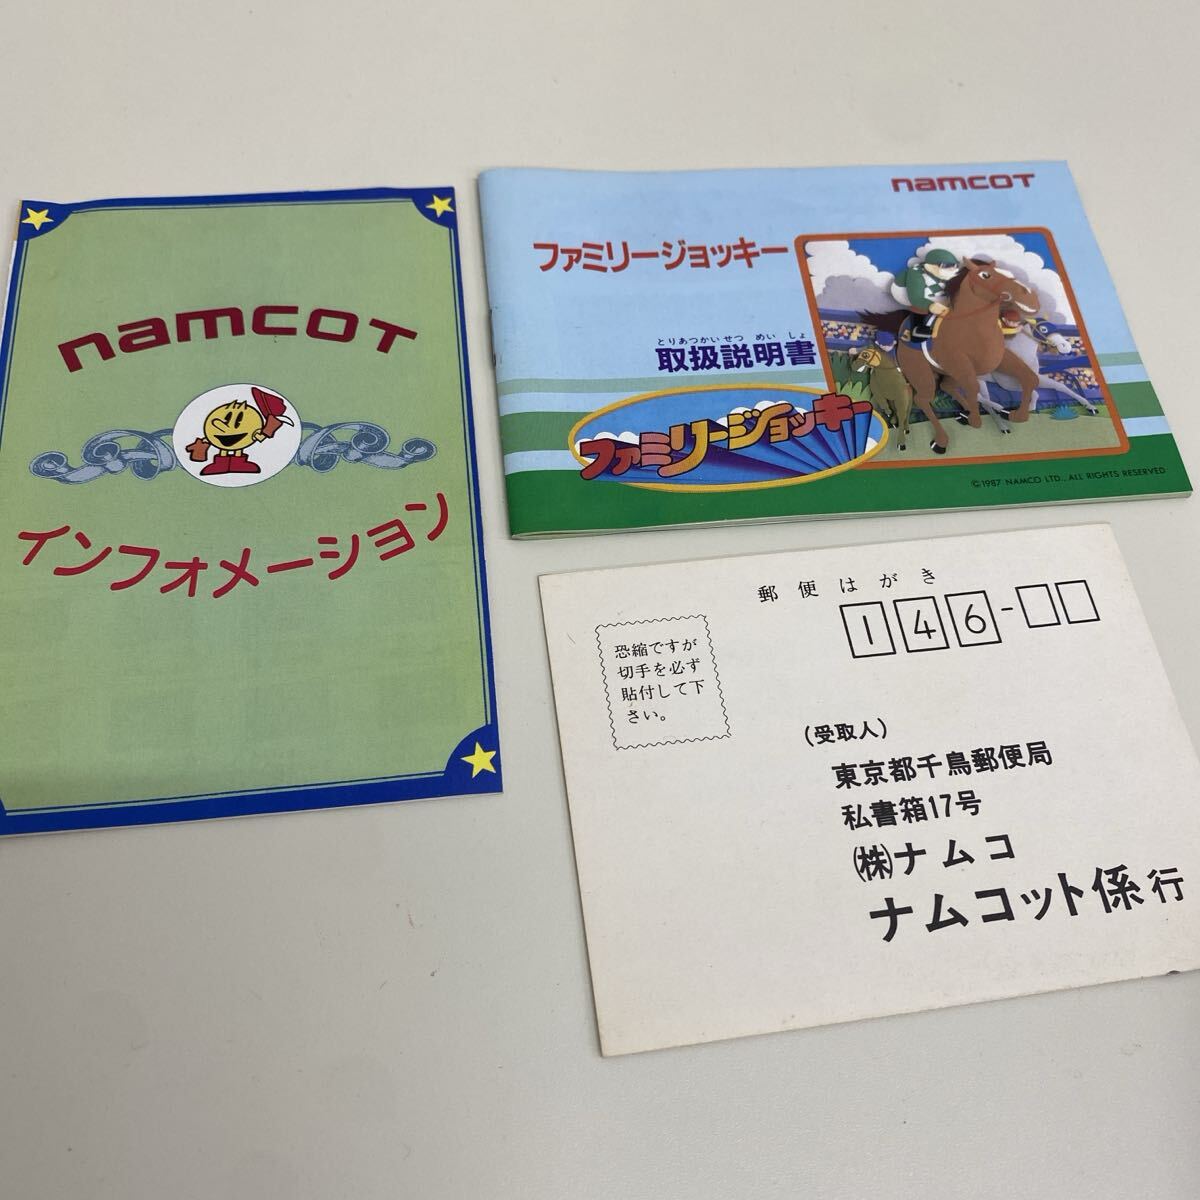 namcot
インフォメーション
namcot
ファミリージョッキー
とりあつかいせつ めい しょ
取扱説明書
ファミリージョッキー
©1987 NAMCO LTD., ALL RIGHTS RESERVED
郵便はがき
146-
恐縮ですが
切手を必ず
貼付して下
さい。
(受取人)
東京都千鳥郵便局
私書箱17号
(株)ナムコ
ナムコット係行